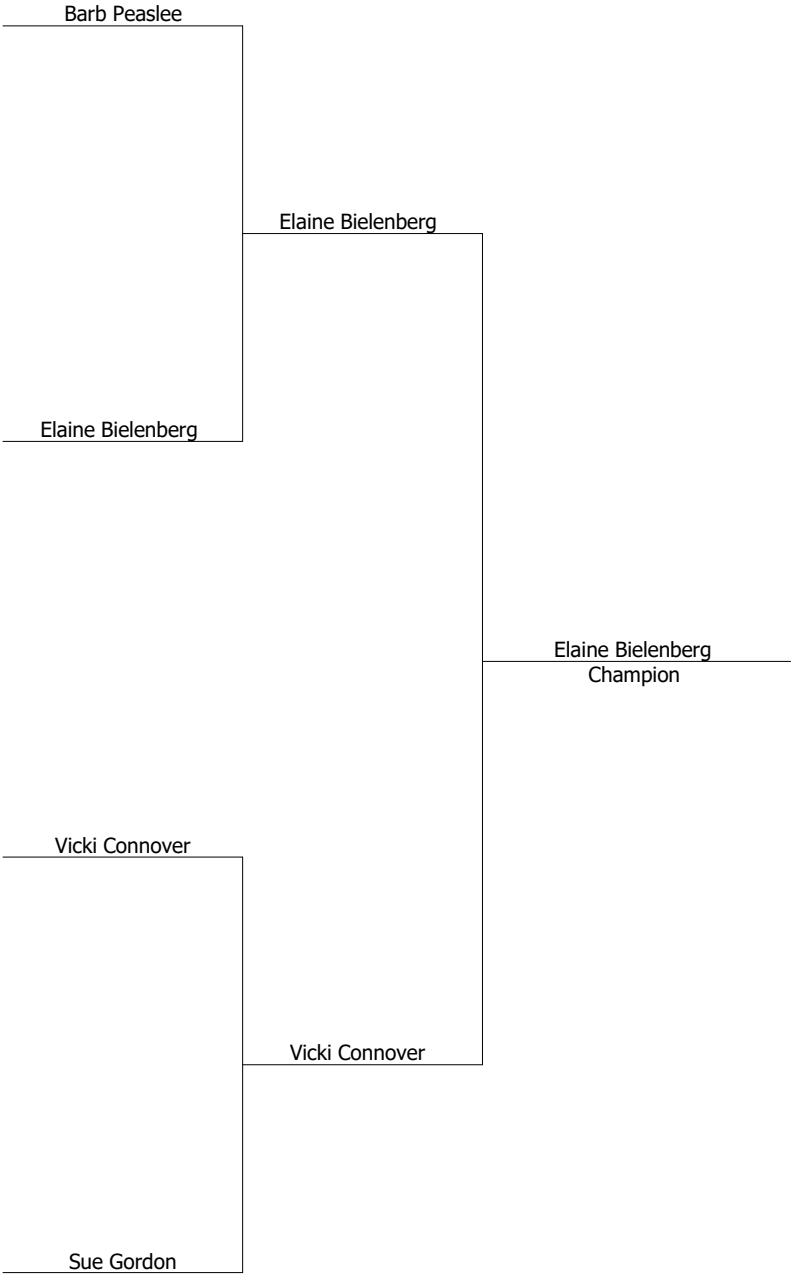 Barb Peaslee
Elaine Bielenberg
Elaine Bielenberg
Elaine Bielenberg
Champion
Vicki Connover
Vicki Connover
Sue Gordon